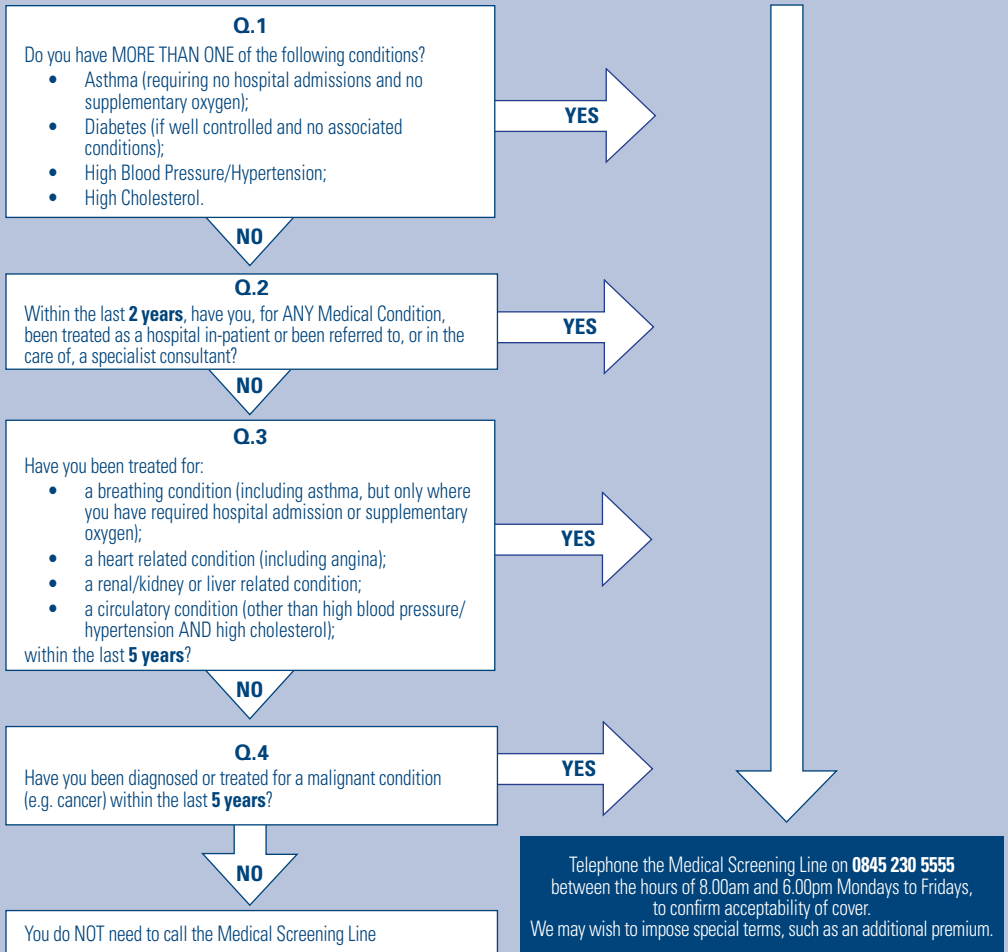 Q.1
Do you have MORE THAN ONE of the following conditions?
• Asthma (requiring no hospital admissions and no
supplementary oxygen);
• Diabetes (if well controlled and no associated
conditions);
• High Blood Pressure/Hypertension;
• High Cholesterol.
YES
NO
Q.2
Within the last 2 years, have you, for ANY Medical Condition,
been treated as a hospital in-patient or been referred to, or in the
care of, a specialist consultant?
YES
NO
Q.3
Have you been treated for:
• a breathing condition (including asthma, but only where
you have required hospital admission or supplementary
oxygen);
• a heart related condition (including angina);
• a renal/kidney or liver related condition;
• a circulatory condition (other than high blood pressure/
hypertension AND high cholesterol);
within the last 5 years?
YES
NO
Q.4
Have you been diagnosed or treated for a malignant condition
(e.g. cancer) within the last 5 years?
YES
NO
You do NOT need to call the Medical Screening Line
Telephone the Medical Screening Line on 0845 230 5555
between the hours of 8.00am and 6.00pm Mondays to Fridays,
to confirm acceptability of cover.
We may wish to impose special terms, such as an additional premium.